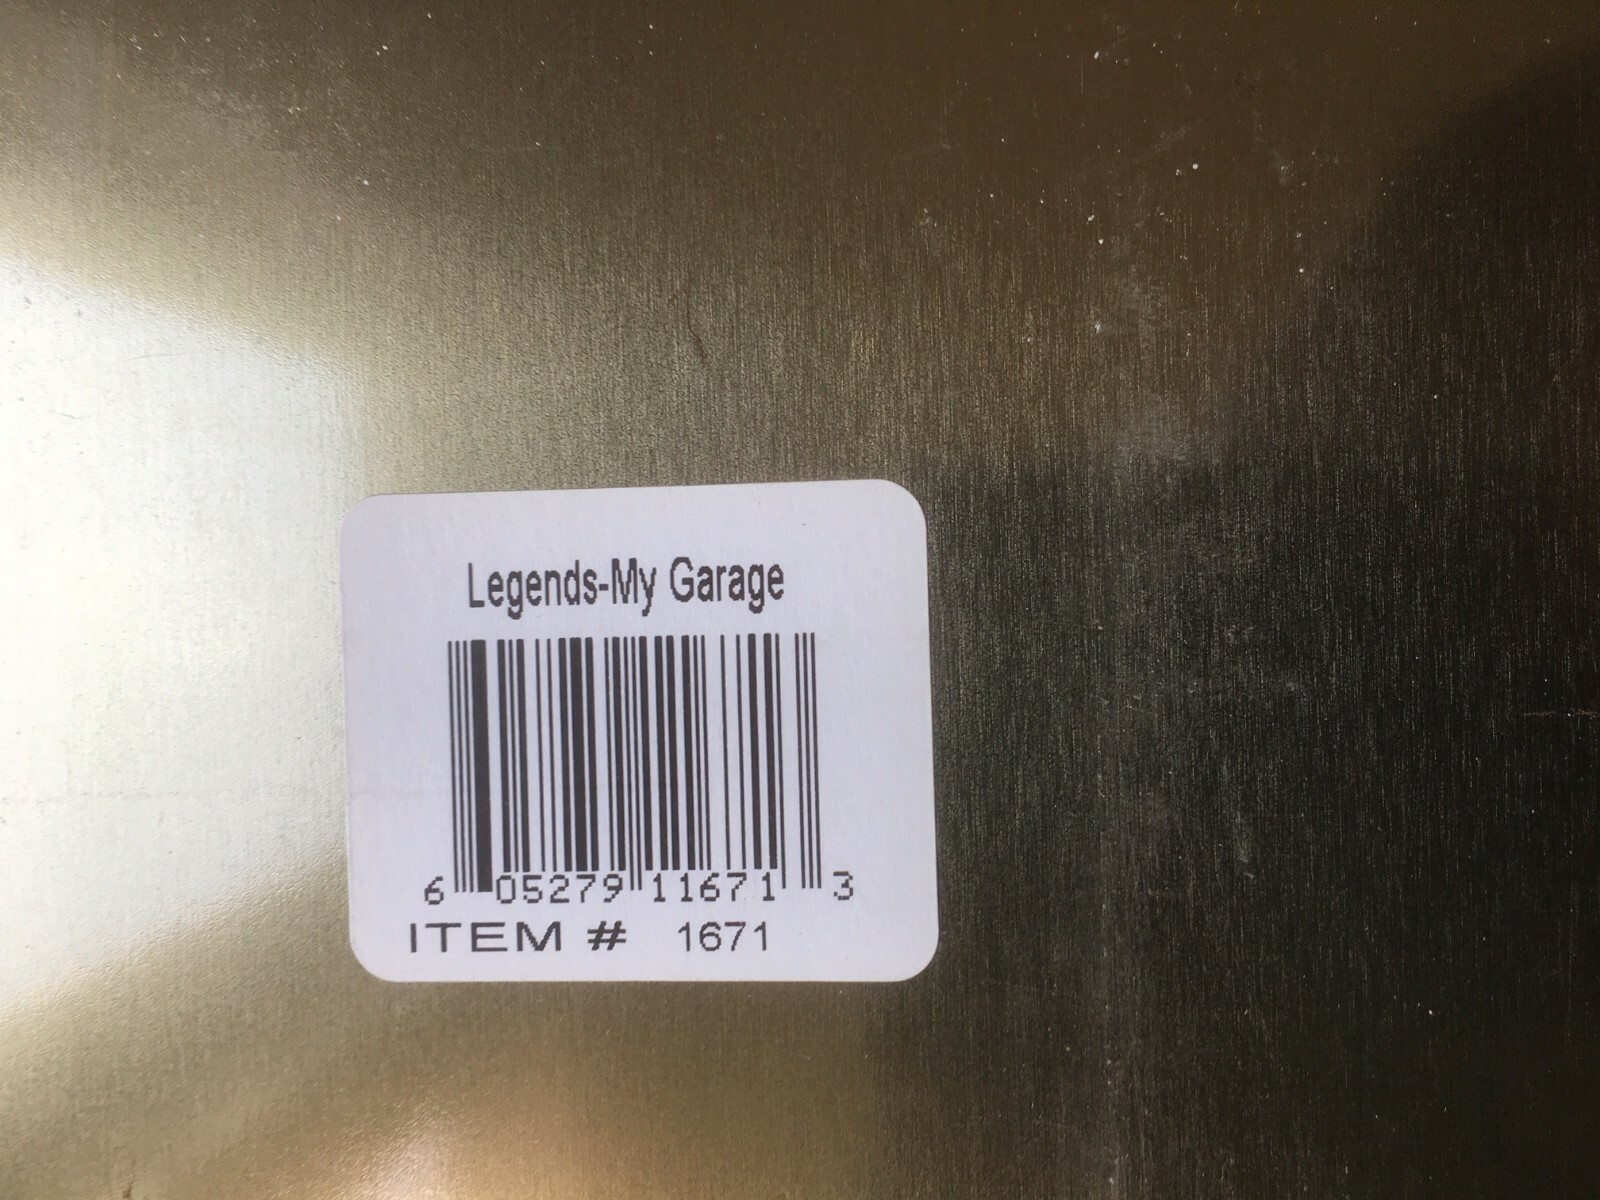 Legends-My Garage
6 05279 11671 3
ITEM # 1671